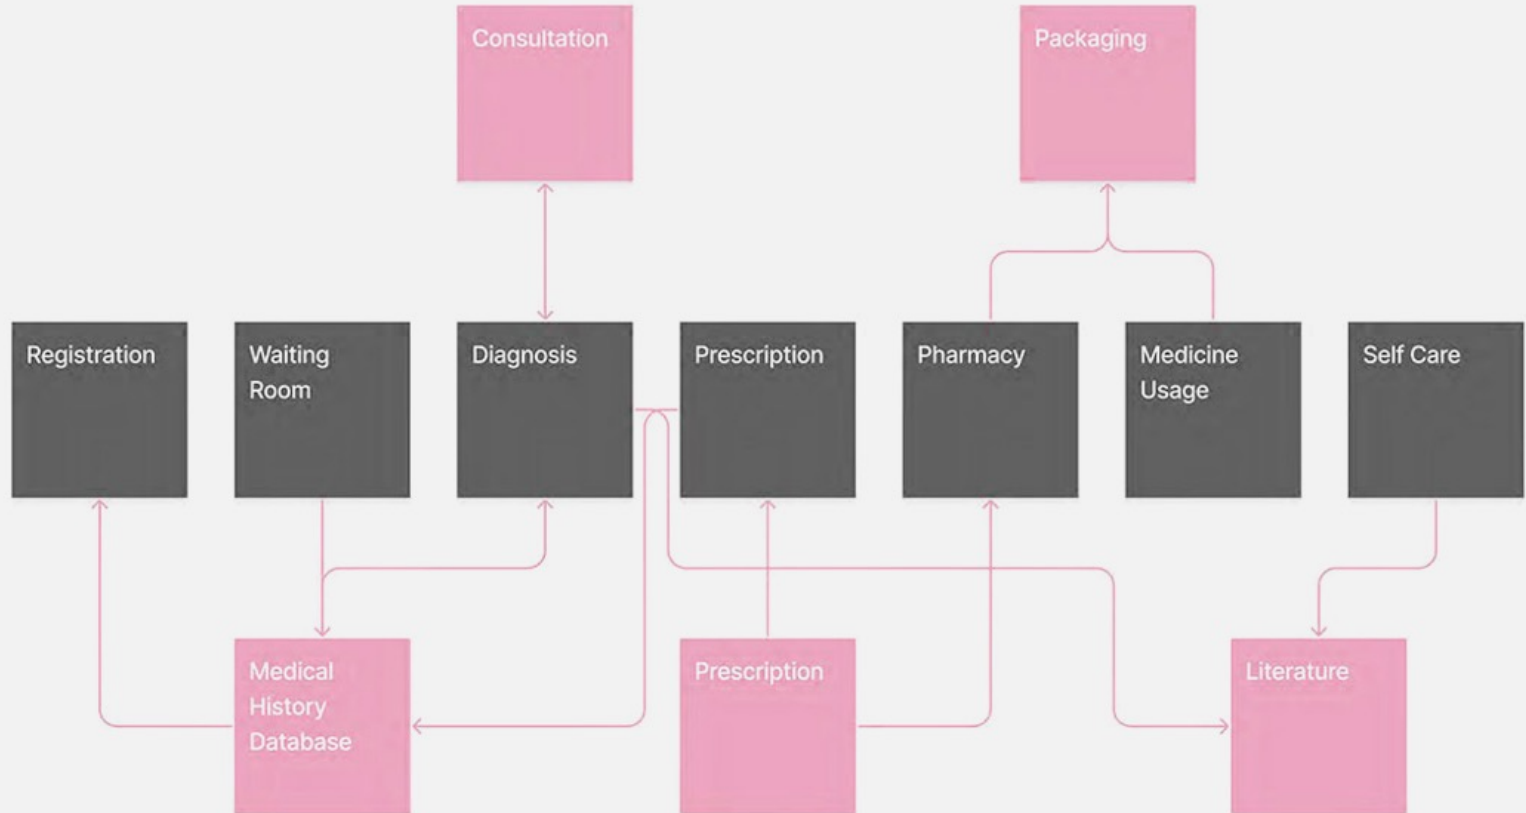 Consultation
Packaging
Registration
Waiting
Room
Diagnosis
Prescription
Pharmacy
Medicine
Usage
Self Care
Medical
History
Database
Prescription
Literature